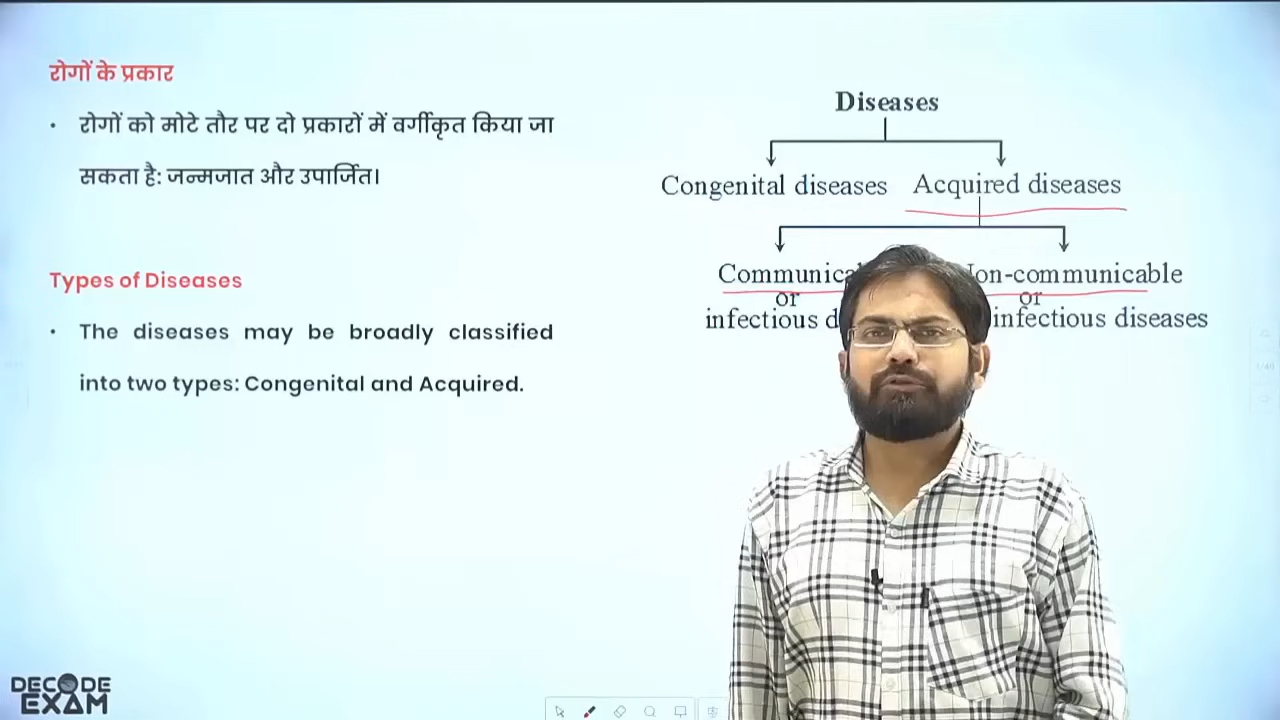 रोगों के प्रकार
• रोगों को मोटे तौर पर दो प्रकारों में वर्गीकृत किया जा
सकता है: जन्मजात और उपार्जित।
Types of Diseases
• The diseases may be broadly classified
into two types: Congenital and Acquired.
Diseases
Congenital diseases Acquired diseases
-communicable
or or
infectious infectious diseases
DECODE
EXAM